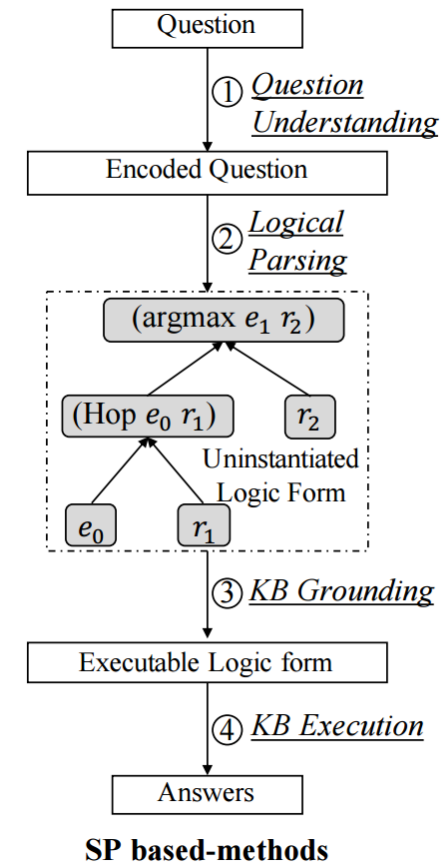 Question
① Question
Understanding
Encoded Question
② Logical
Parsing
(argmax e₁ r₂)
(Hop e₀ r₁)
r₂
Uninstantiated
Logic Form
e₀
r₁
③ KB Grounding
Executable Logic form
④ KB Execution
Answers
SP based-methods